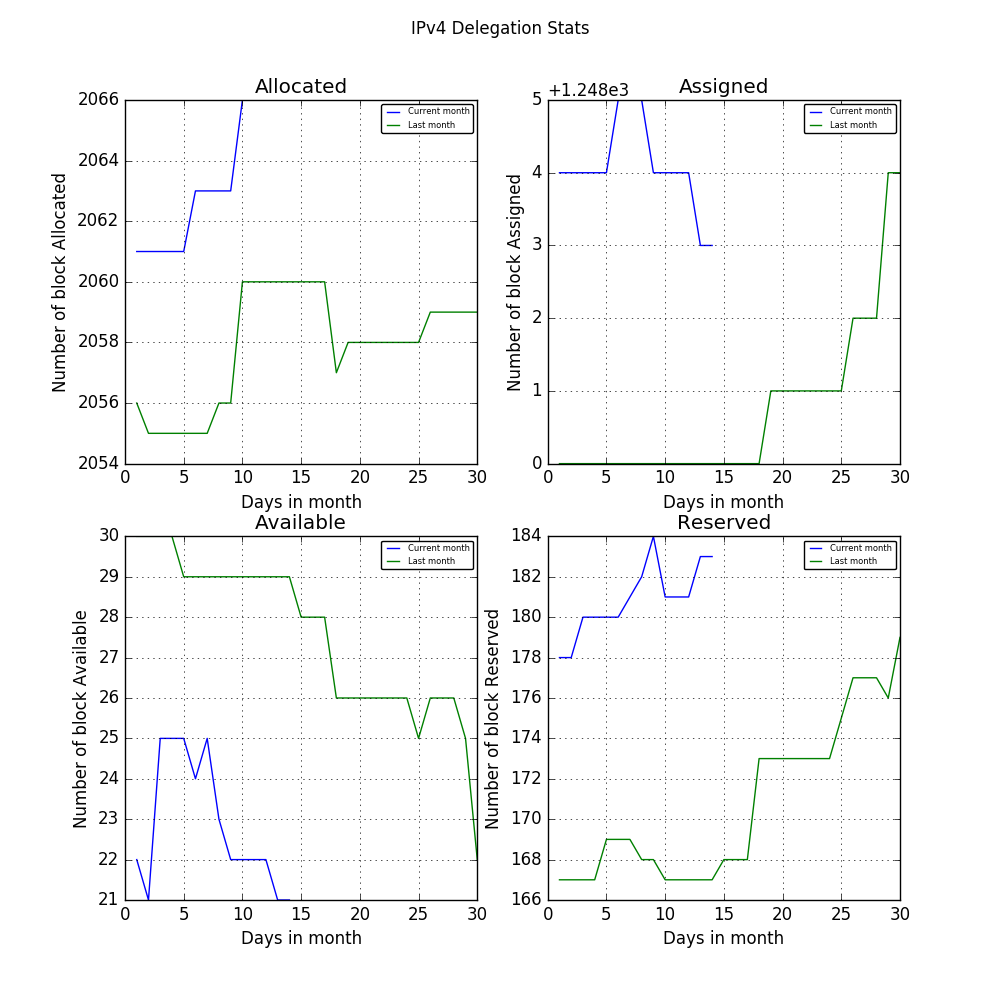 IPv4 Delegation Stats
Allocated
Number of block Allocated
2066
2064
2062
2060
2058
2056
2054
Current month
Last month
0 5 10 15 20 25 30
Days in month
Assigned
+1.248e3
Number of block Assigned
5
4
3
2
1
0
Current month
Last month
0 5 10 15 20 25 30
Days in month
Available
Number of block Available
30
29
28
27
26
25
24
23
22
21
Current month
Last month
0 5 10 15 20 25 30
Days in month
Reserved
Number of block Reserved
184
182
180
178
176
174
172
170
168
166
Current month
Last month
0 5 10 15 20 25 30
Days in month